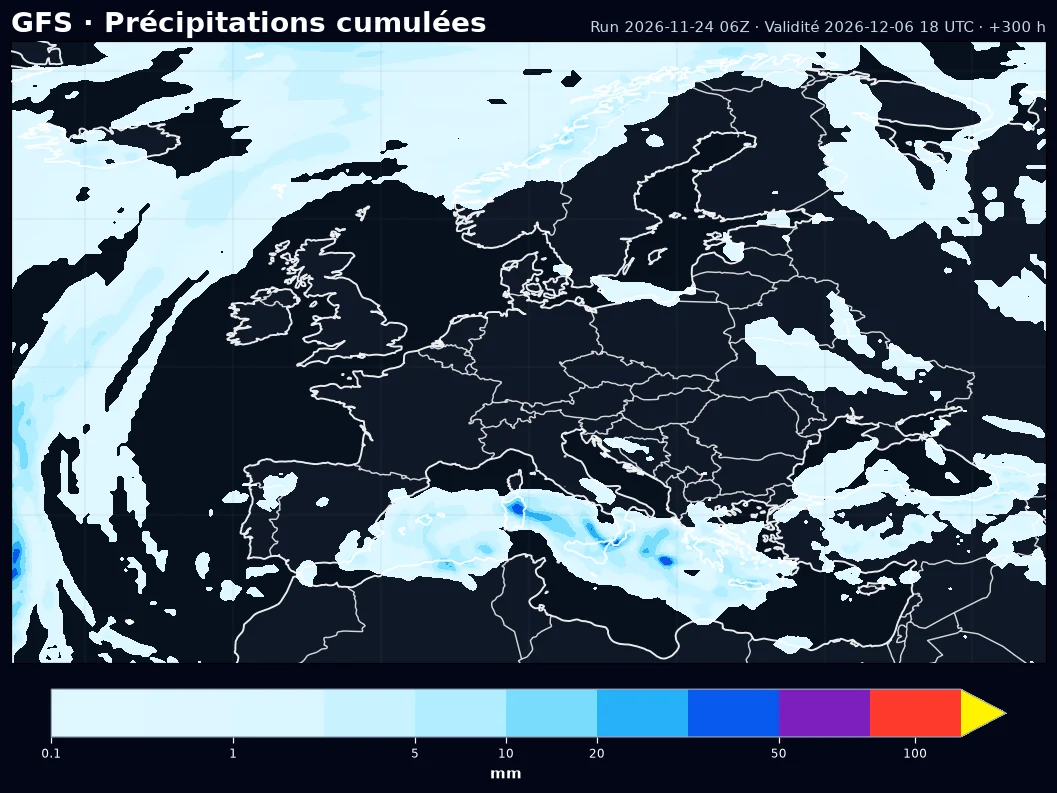 GFS · Précipitations cumulées
Run 2026-11-24 06Z · Validité 2026-12-06 18 UTC · +300 h
0.1 1 5 10 20 50 100
mm